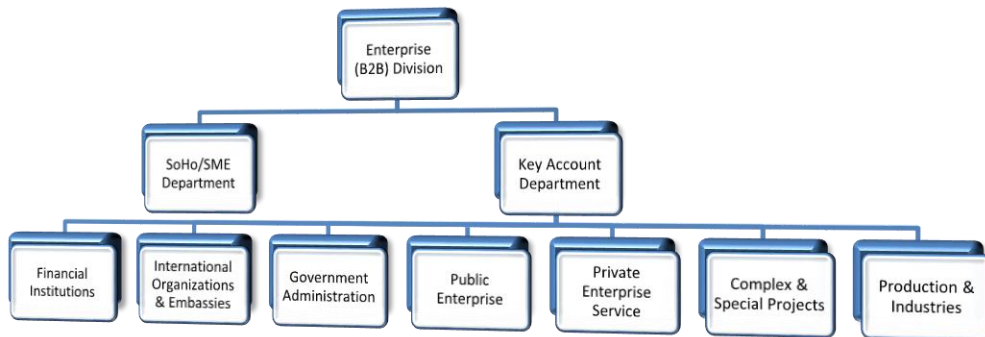 Enterprise
(B2B) Division
SoHo/SME
Department
Key Account
Department
Financial
Institutions
International
Organizations
& Embassies
Government
Administration
Public
Enterprise
Private
Enterprise
Service
Complex &
Special Projects
Production &
Industries